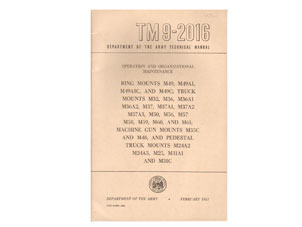 TM 9-2016
DEPARTMENT OF THE ARMY TECHNICAL MANUAL
OPERATION AND ORGANIZATIONAL
MAINTENANCE
RING MOUNTS M49, M49A1,
M49A1C, AND M49C; TRUCK
MOUNTS M32, M36, M36A1
M36A2, M37, M37A1, M37A2
M37A3, M50, M56, M57
M58, M59, M60, AND M61;
MACHINE GUN MOUNTS M35C
AND M46, AND PEDESTAL
TRUCK MOUNTS M24A2
M24A3, M25, M31A1
AND M31C
DEPARTMENT OF THE ARMY • FEBRUARY 1953